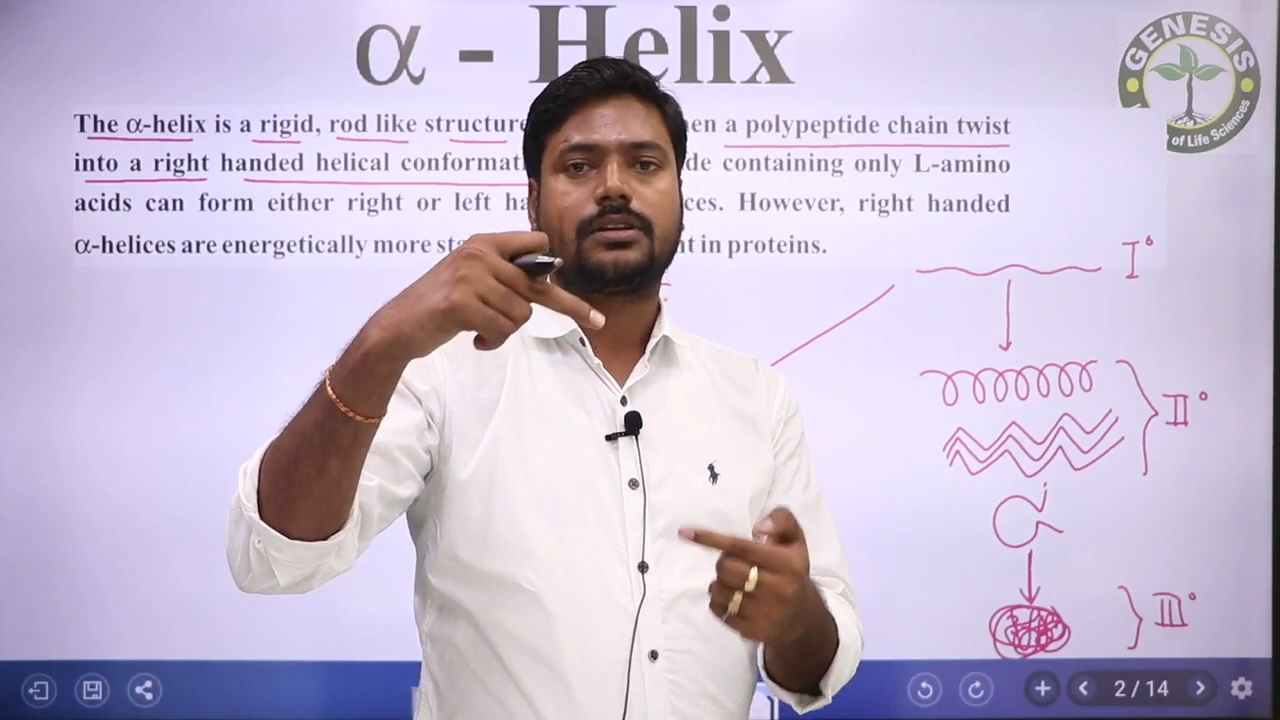 α - Helix
GENESIS
of Life Sciences
The α-helix is a rigid, rod like structure en a polypeptide chain twist
into a right handed helical conformat de containing only L-amino
acids can form either right or left ha ces. However, right handed
α-helices are energetically more sta nt in proteins.
I°
II°
III°
2 / 14